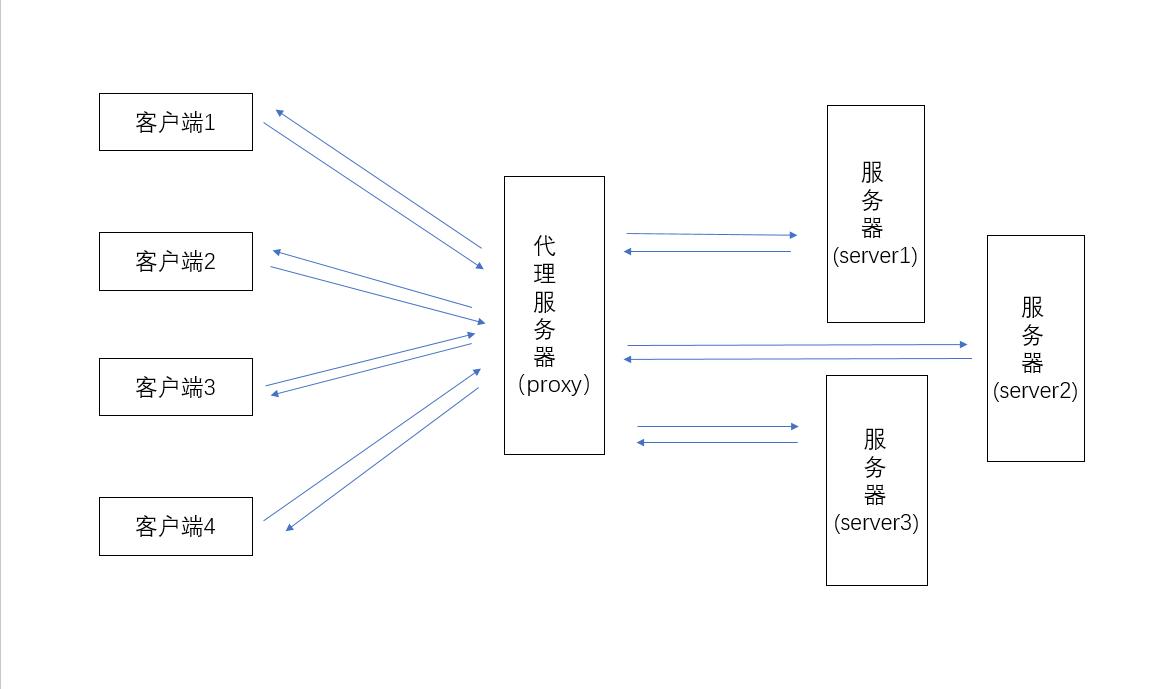 客户端1
客户端2
客户端3
客户端4
代
理
服
务
器
（proxy）
服
务
器
(server1)
服
务
器
(server2)
服
务
器
(server3)